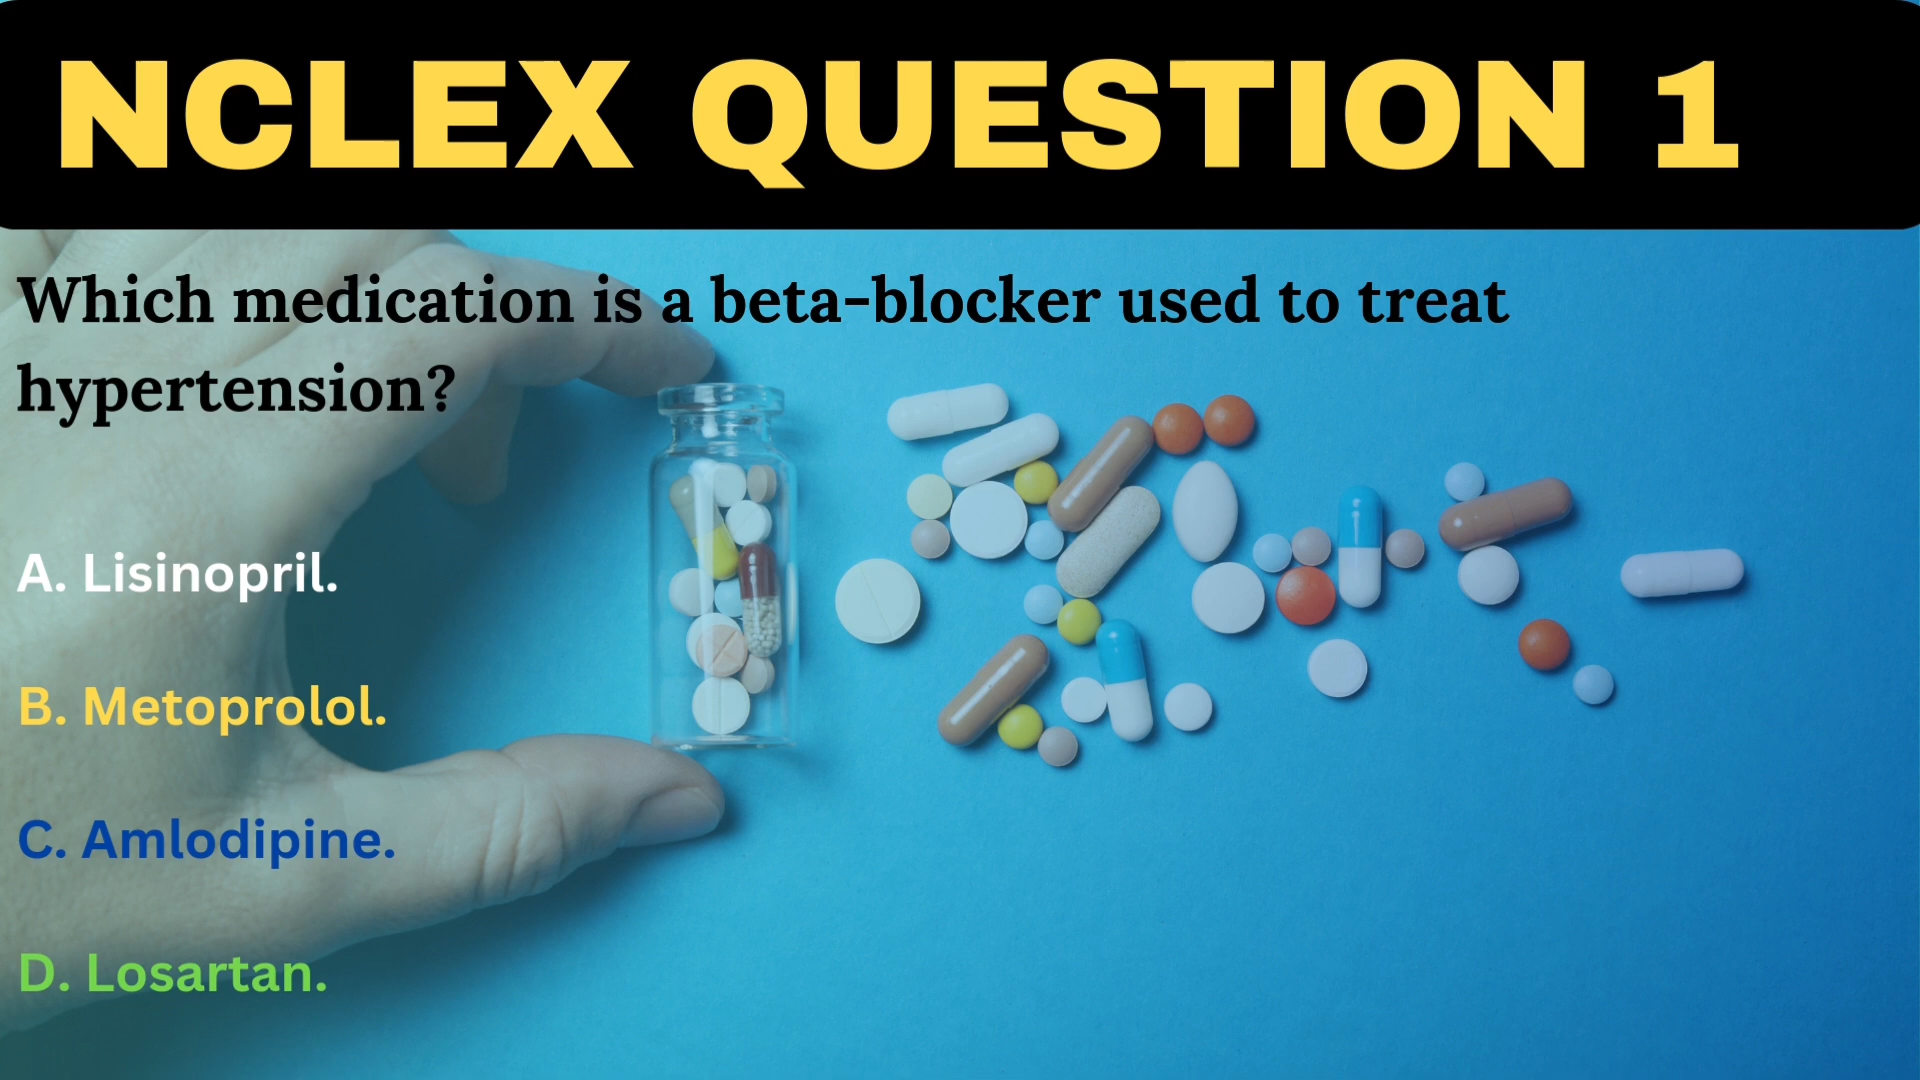 NCLEX QUESTION 1
Which medication is a beta-blocker used to treat
hypertension?
A. Lisinopril.
B. Metoprolol.
C. Amlodipine.
D. Losartan.